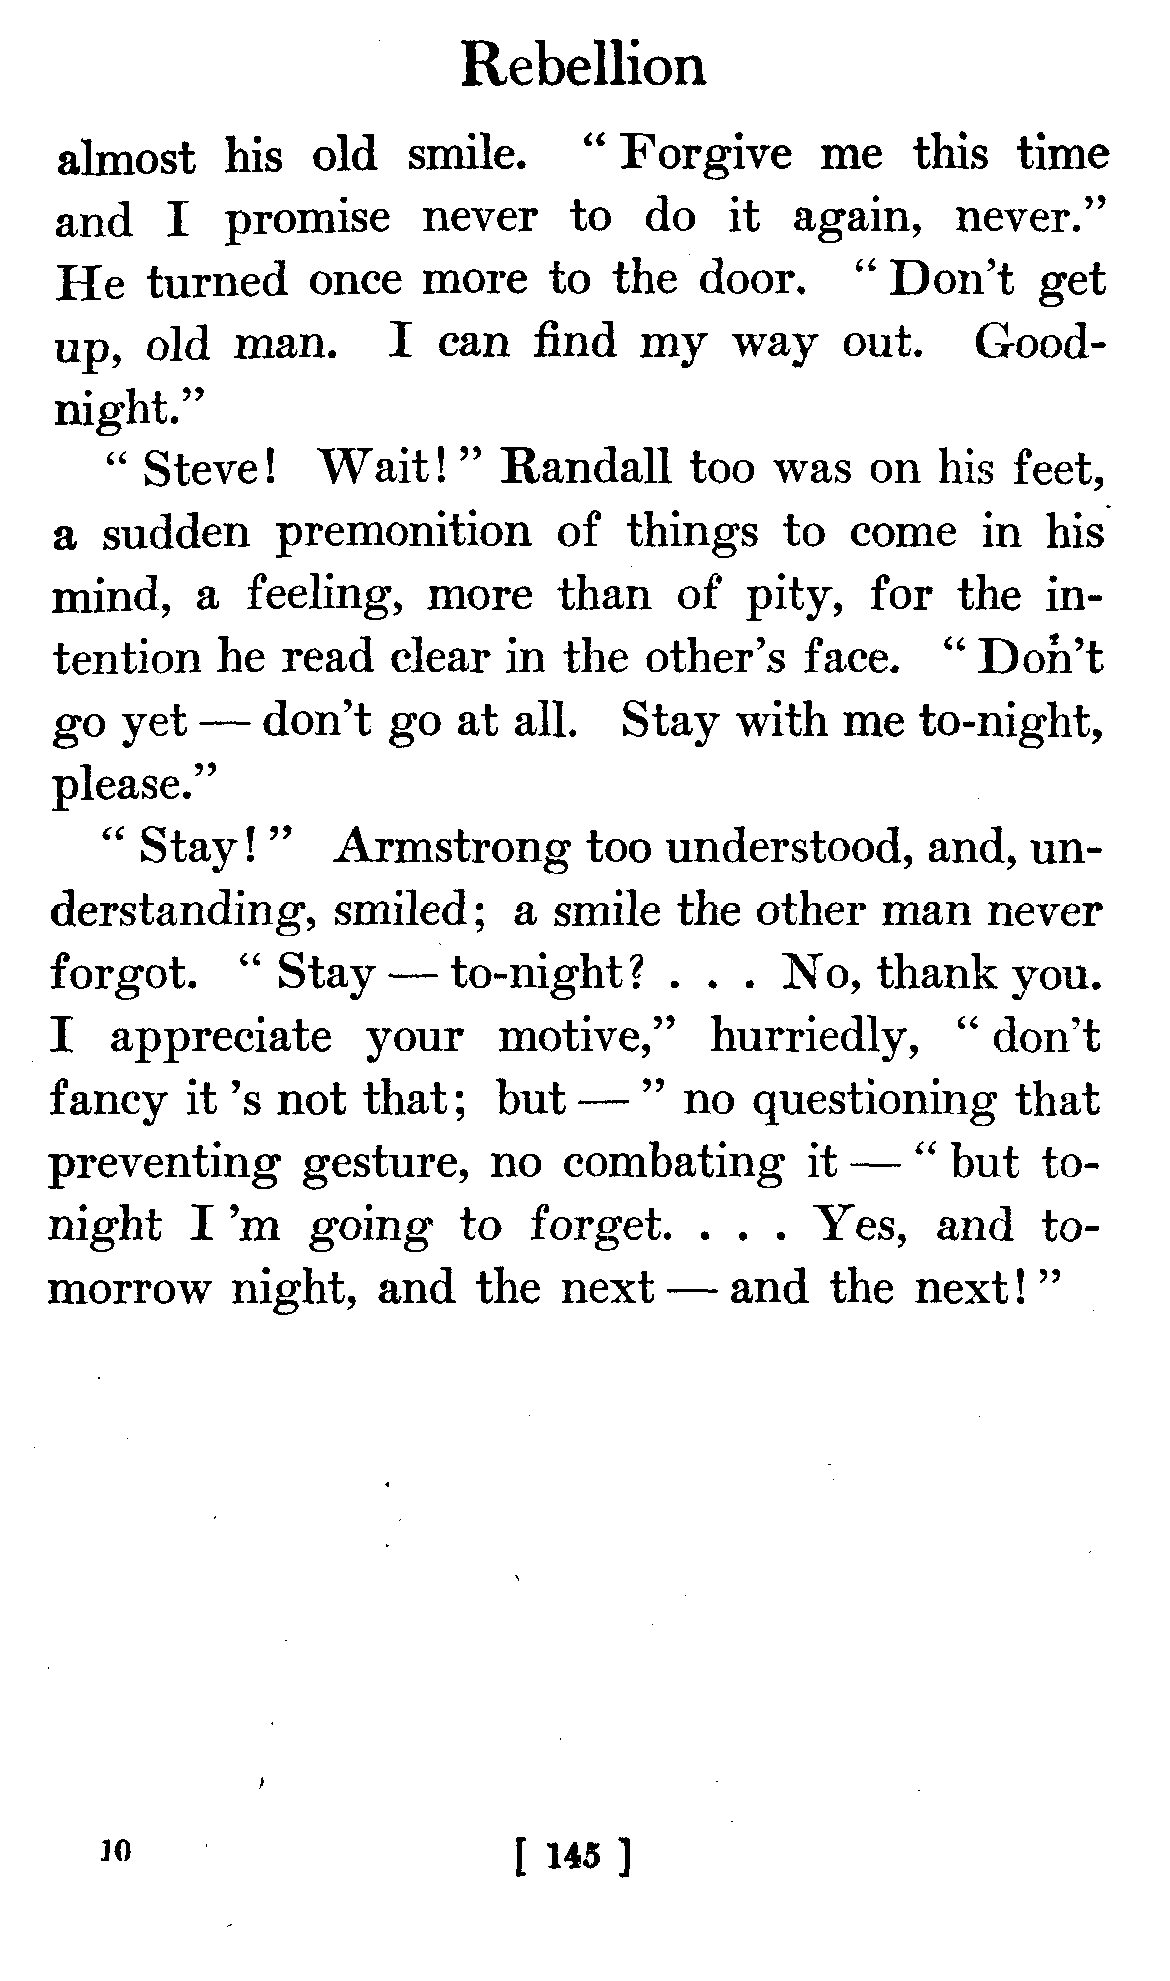 Rebellion
almost his old smile. “Forgive me this time
and I promise never to do it again, never.”
He turned once more to the door. “Don’t get
up, old man. I can find my way out. Good-
night.”
“Steve! Wait!” Randall too was on his feet,
a sudden premonition of things to come in his
mind, a feeling, more than of pity, for the in-
tention he read clear in the other’s face. “Don’t
go yet — don’t go at all. Stay with me to-night,
please.”
“Stay!” Armstrong too understood, and, un-
derstanding, smiled; a smile the other man never
forgot. “Stay — to-night? . . . No, thank you.
I appreciate your motive,” hurriedly, “don’t
fancy it ’s not that; but — ” no questioning that
preventing gesture, no combating it — “but to-
night I ’m going to forget. . . . Yes, and to-
morrow night, and the next — and the next!”
10 [ 145 ]